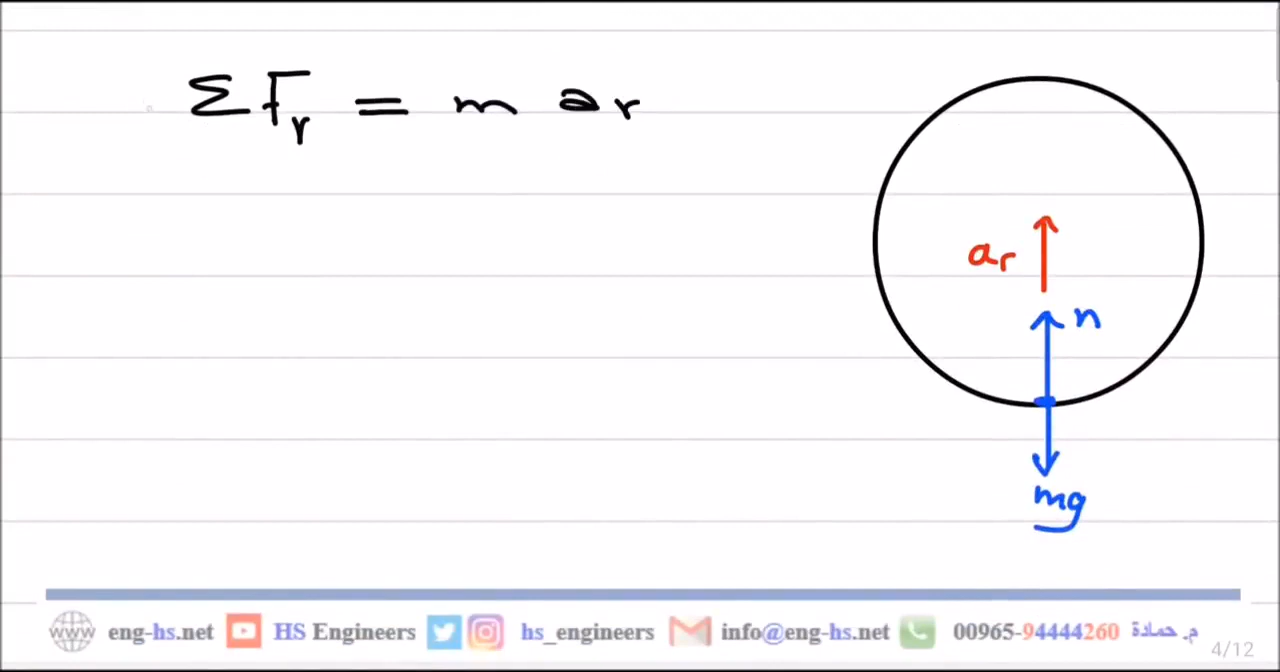 Σ Fr = m ar
ar
n
mg
www eng-hs.net HS Engineers hs_engineers info@eng-hs.net 00965-94444260 م. حمادة
4/12